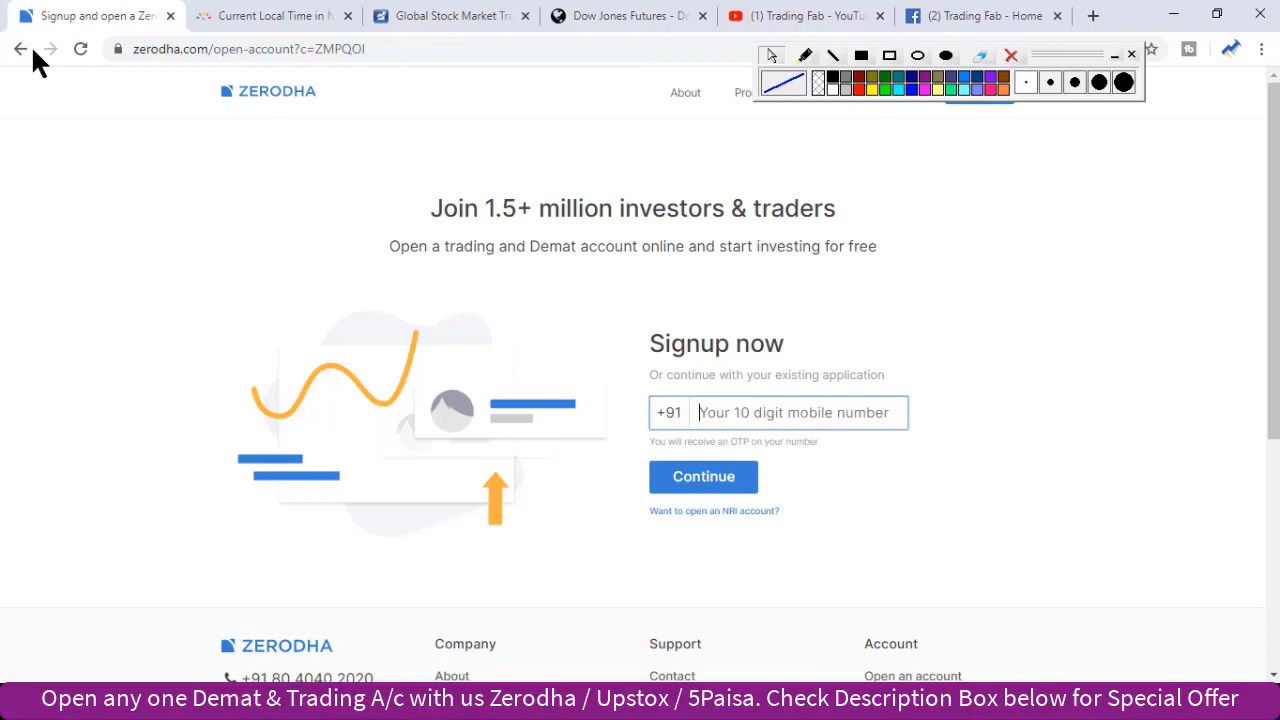 Signup and open a Zer
Current Local Time in N
Global Stock Market Tra
Dow Jones Futures - Do
(1) Trading Fab - YouTu
(2) Trading Fab - Home
zerodha.com/open-account?c=ZMPQOI
ZERODHA
About
Pro
Join 1.5+ million investors & traders
Open a trading and Demat account online and start investing for free
Signup now
Or continue with your existing application
+91 Your 10 digit mobile number
You will receive an OTP on your number
Continue
Want to open an NRI account?
ZERODHA
Company
Support
Account
+91 80 4040 2020
About
Contact
Open an account
Open any one Demat & Trading A/c with us Zerodha / Upstox / 5Paisa. Check Description Box below for Special Offer